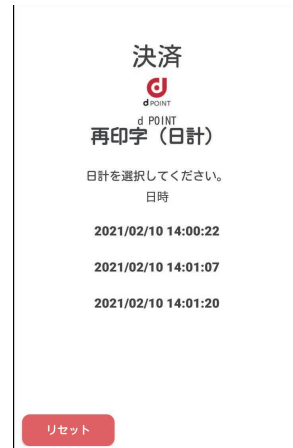 決済
d
d POINT
d POINT
再印字（日計）
日計を選択してください。
日時
2021/02/10 14:00:22
2021/02/10 14:01:07
2021/02/10 14:01:20
リセット